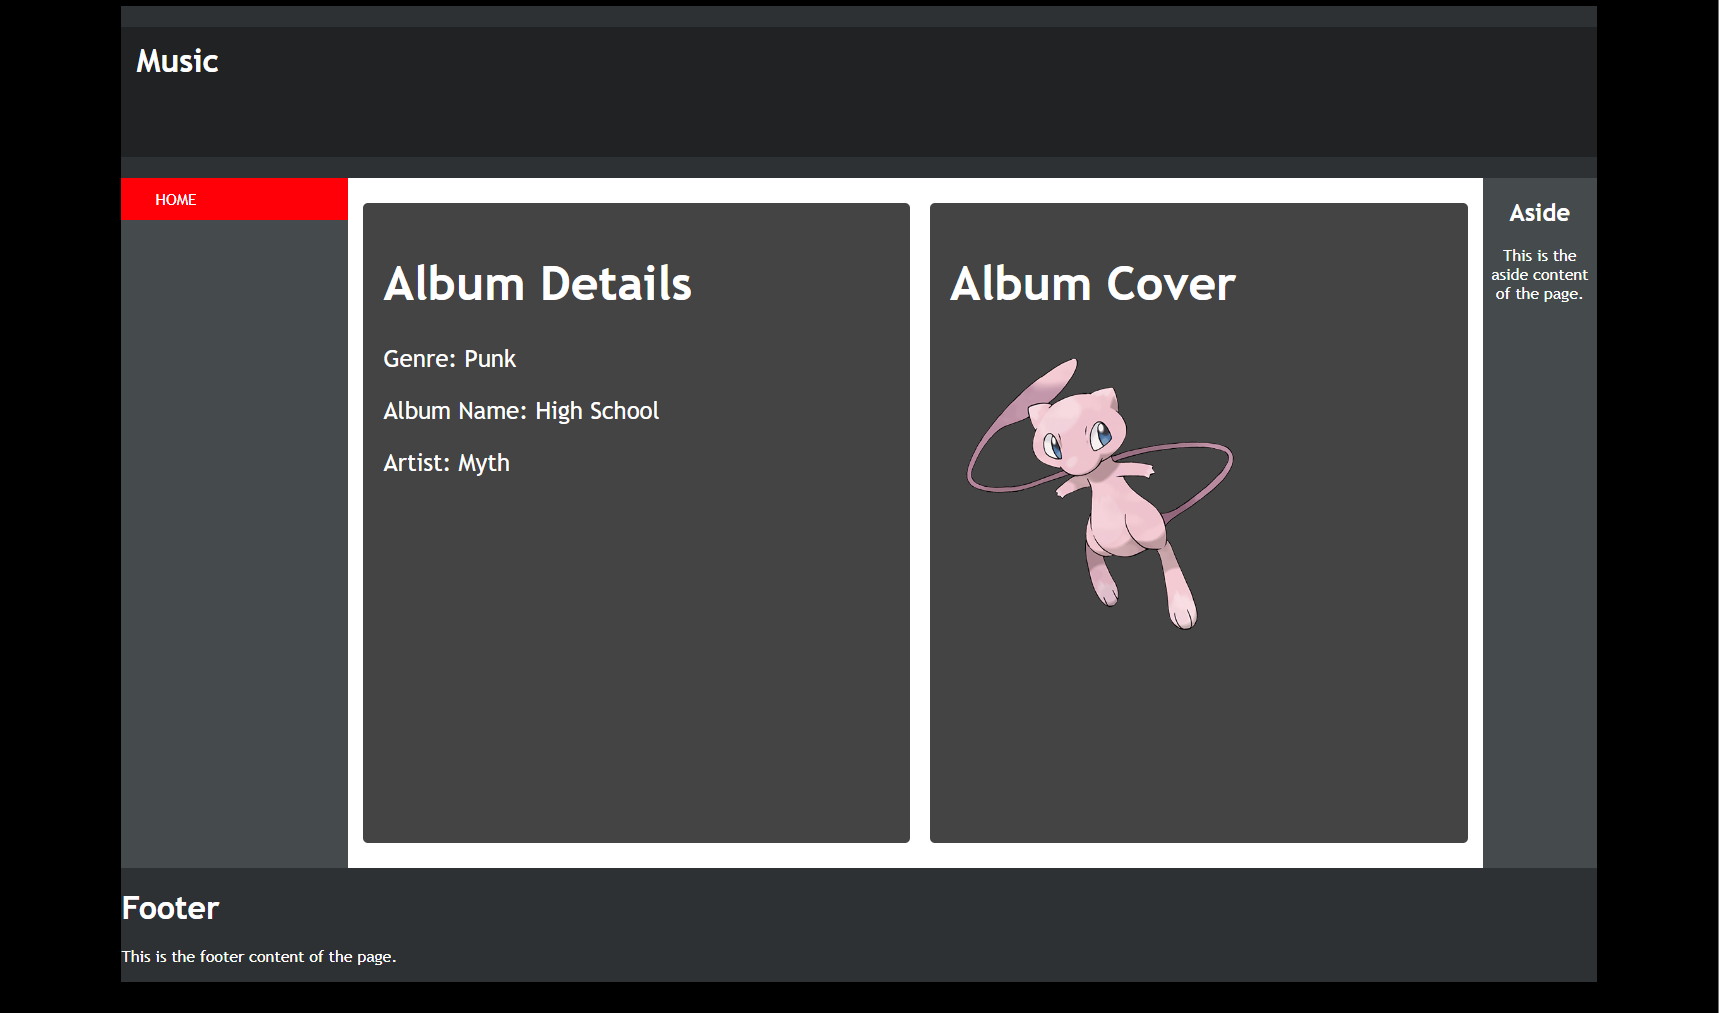 Music
HOME
Album Details
Genre: Punk
Album Name: High School
Artist: Myth
Album Cover
Aside
This is the
aside content
of the page.
Footer
This is the footer content of the page.